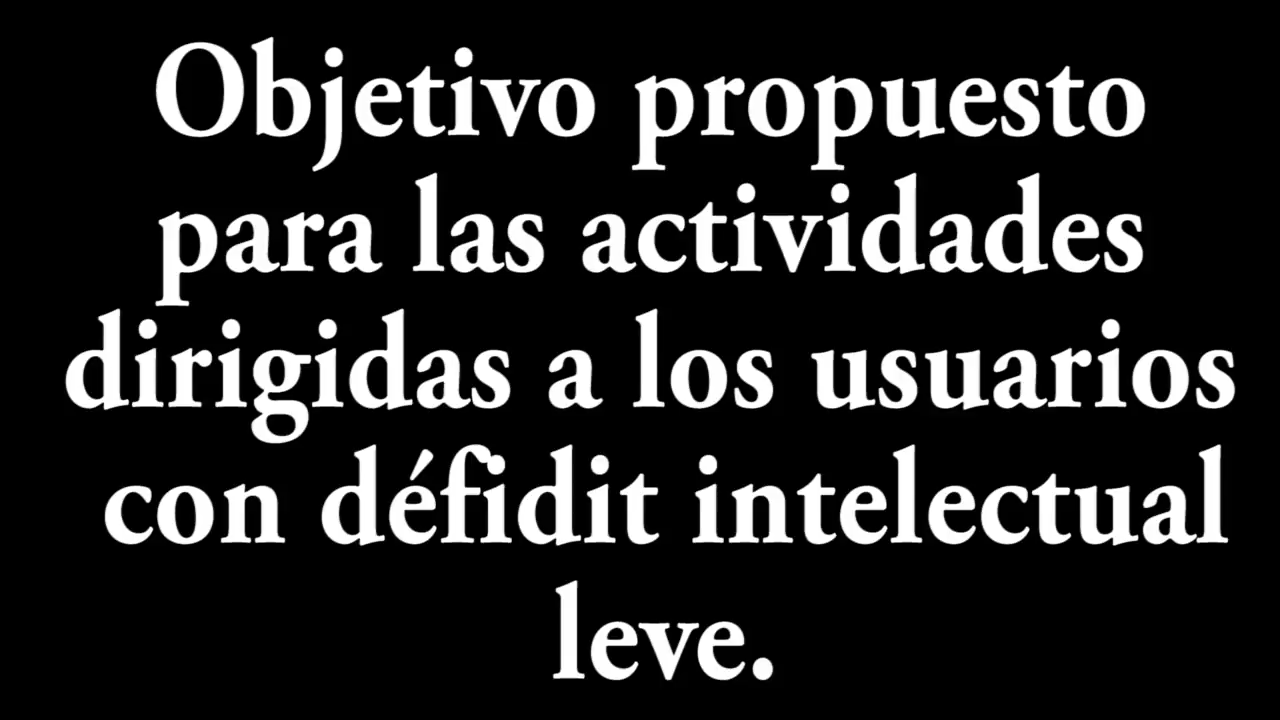 Objetivo propuesto
para las actividades
dirigidas a los usuarios
con défidit intelectual
leve.